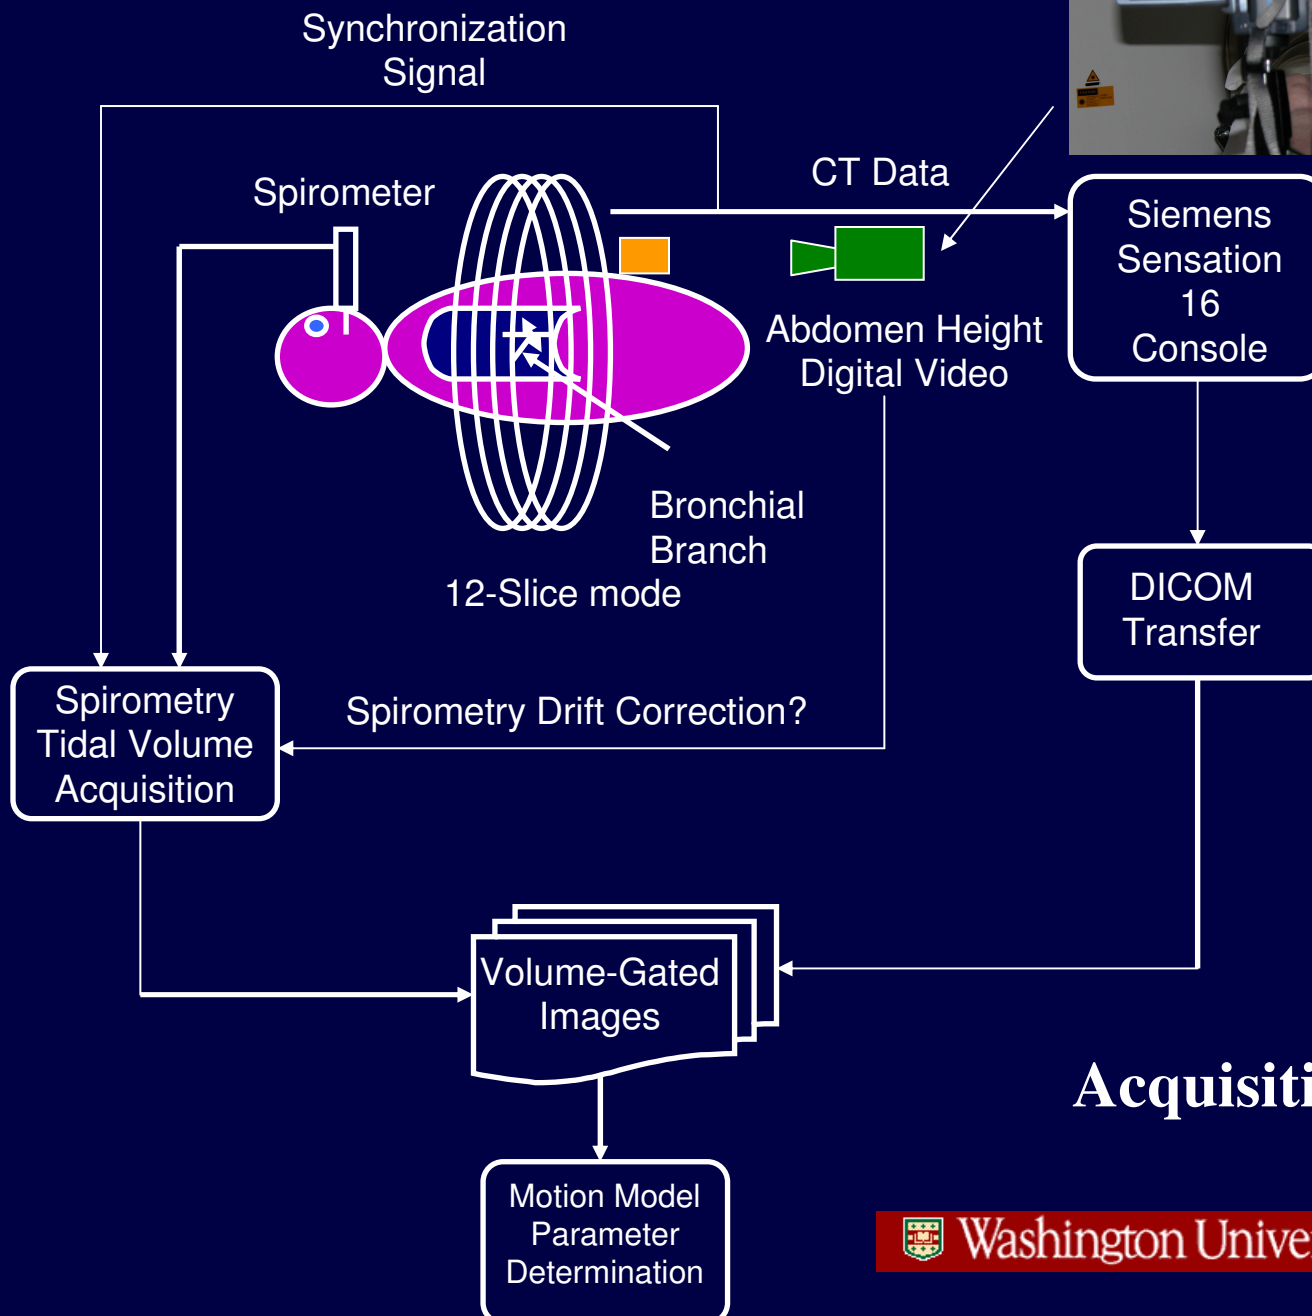 Synchronization
Signal
Spirometer
CT Data
Siemens
Sensation
16
Console
Abdomen Height
Digital Video
Bronchial
Branch
12-Slice mode
DICOM
Transfer
Spirometry
Tidal Volume
Acquisition
Spirometry Drift Correction?
Volume-Gated
Images
Acquisiti
Motion Model
Parameter
Determination
Washington Unive